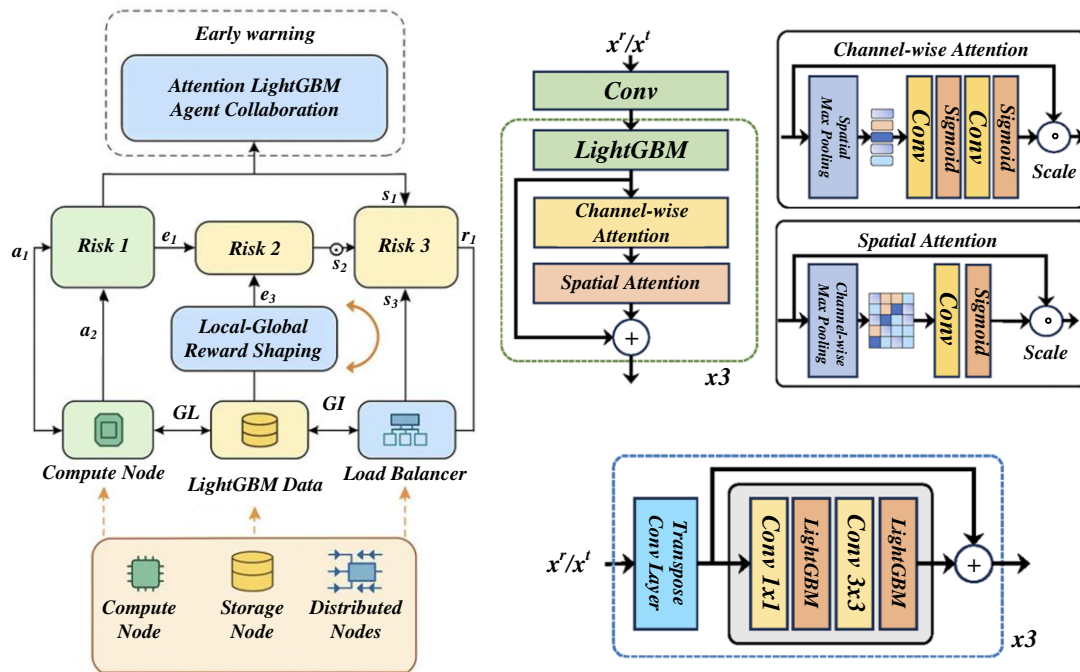 Early warning
Attention LightGBM
Agent Collaboration
s1
Risk 1
e1
Risk 2
s2
Risk 3
r1
a1
a2
e3
s3
Local-Global
Reward Shaping
GL
GI
Compute Node
LightGBM Data
Load Balancer
Compute
Node
Storage
Node
Distributed
Nodes
x^r/x^t
Conv
LightGBM
Channel-wise
Attention
Spatial Attention
+
x3
Channel-wise Attention
Spatial
Max Pooling
Conv
Sigmoid
Conv
Sigmoid
Scale
Spatial Attention
Channel-wise
Max Pooling
Conv
Sigmoid
Scale
x^r/x^t
Transpose
Conv Layer
Conv 1x1
LightGBM
Conv 3x3
LightGBM
+
x3